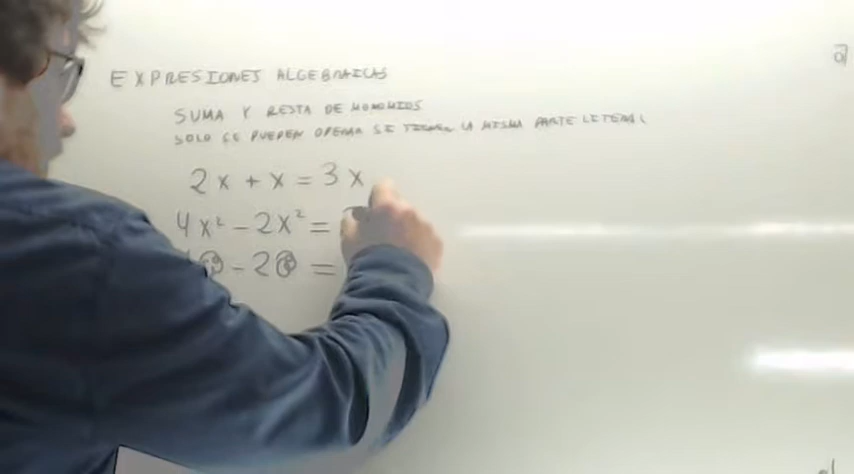 EXPRESIONES ALGEBRAICAS
SUMA Y RESTA DE MONOMIOS
SOLO SE PUEDEN OPERAR SI TIENEN LA MISMA PARTE LITERAL
2x + x = 3x
4x² - 2x² =
- 2 =